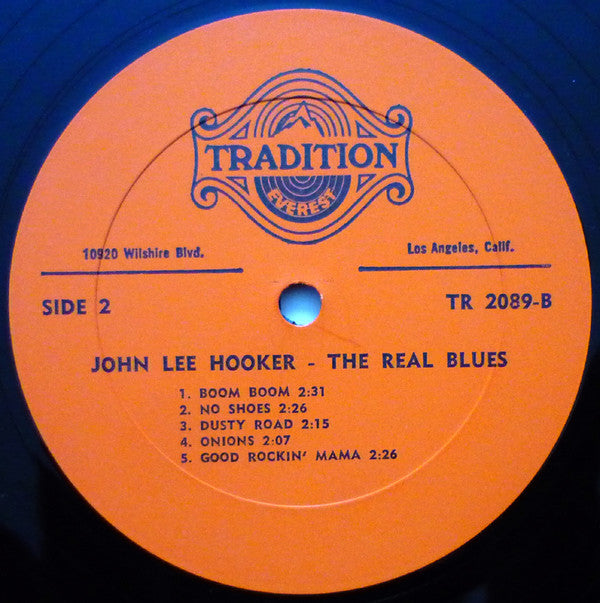 TRADITION
EVEREST
10920 Wilshire Blvd.
Los Angeles, Calif.
SIDE 2
TR 2089-B
JOHN LEE HOOKER - THE REAL BLUES
1. BOOM BOOM 2:31
2. NO SHOES 2:26
3. DUSTY ROAD 2:15
4. ONIONS 2:07
5. GOOD ROCKIN' MAMA 2:26